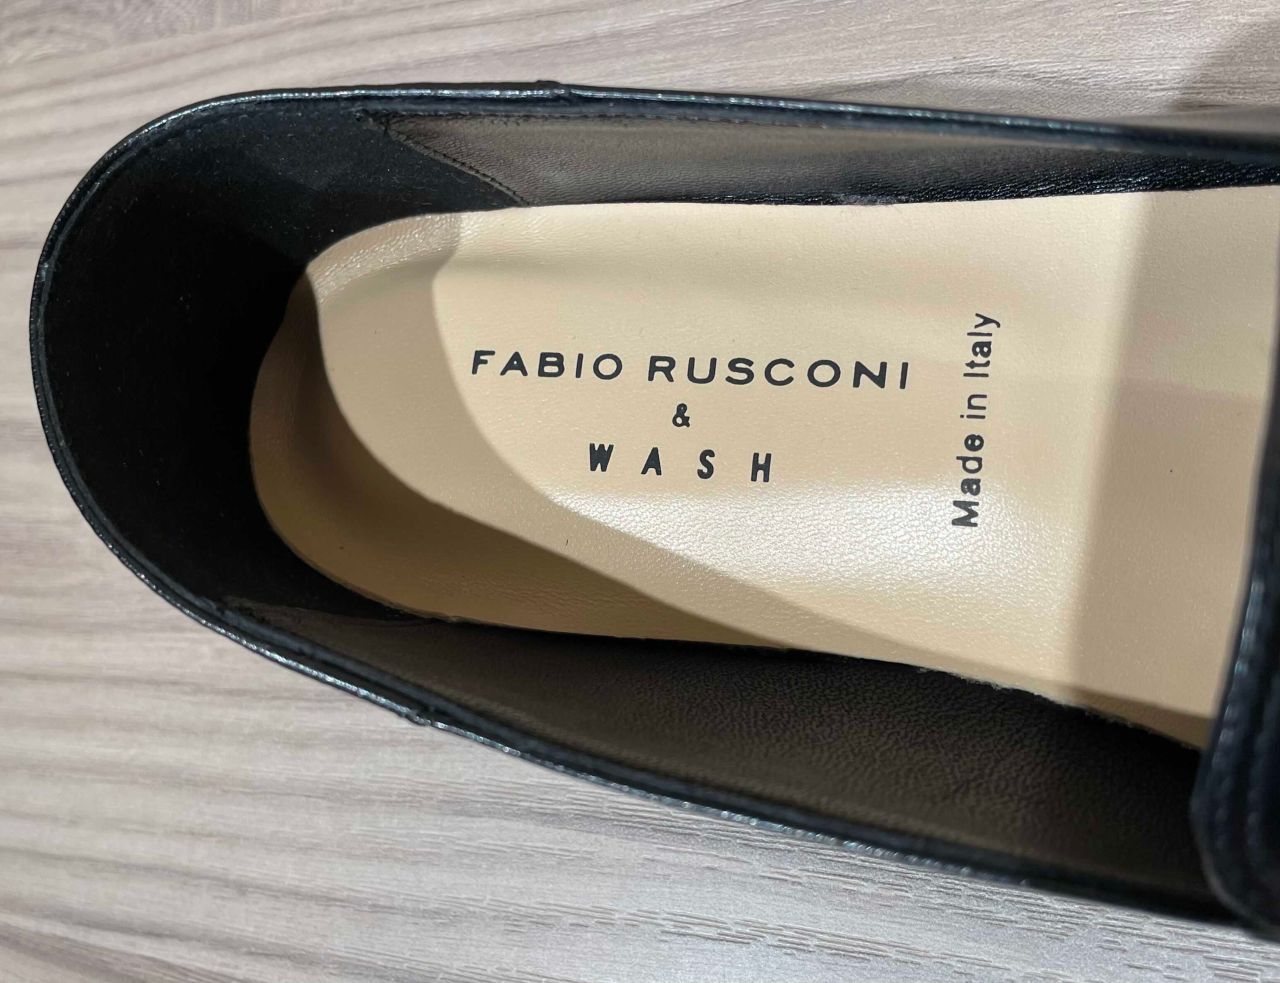 FABIO RUSCONI
&
WASH
Made in Italy